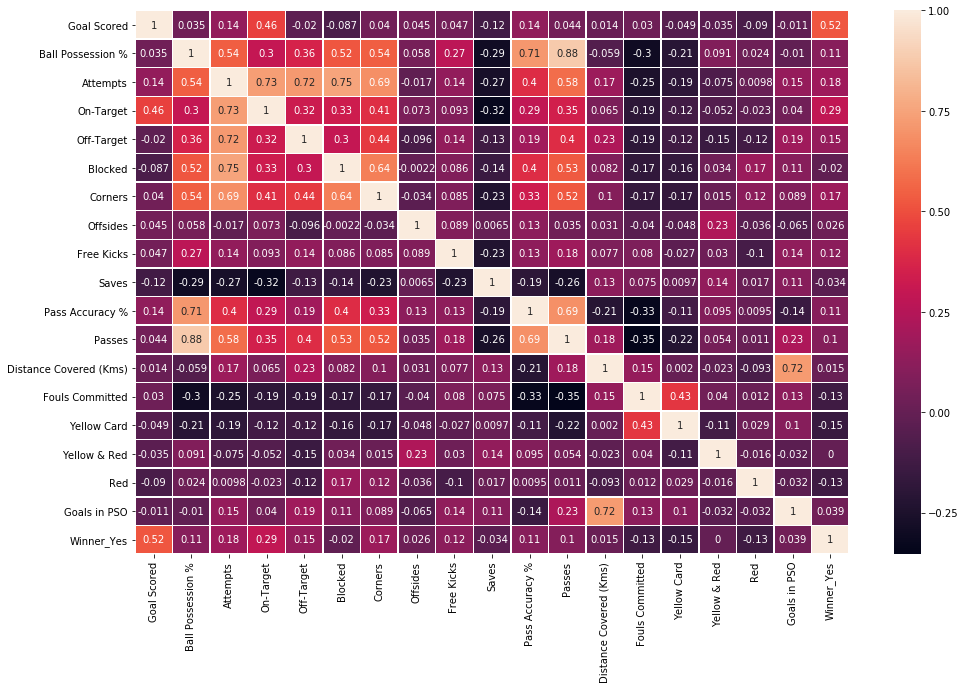 Goal Scored 1 0.035 0.14 0.46 -0.02 -0.087 0.04 0.045 0.047 -0.12 0.14 0.044 0.014 0.03 -0.049 -0.035 -0.09 -0.011 0.52
Ball Possession % 0.035 1 0.54 0.3 0.36 0.52 0.54 0.058 0.27 -0.29 0.71 0.88 -0.059 -0.3 -0.21 0.091 0.024 -0.01 0.11
Attempts 0.14 0.54 1 0.73 0.72 0.75 0.69 -0.017 0.14 -0.27 0.4 0.58 0.17 -0.25 -0.19 -0.075 0.0098 0.15 0.18
On-Target 0.46 0.3 0.73 1 0.32 0.33 0.41 0.073 0.093 -0.32 0.29 0.35 0.065 -0.19 -0.12 -0.052 -0.023 0.04 0.29
Off-Target -0.02 0.36 0.72 0.32 1 0.3 0.44 -0.096 0.14 -0.13 0.19 0.4 0.23 -0.19 -0.12 -0.15 -0.12 0.19 0.15
Blocked -0.087 0.52 0.75 0.33 0.3 1 0.64 -0.0022 0.086 -0.14 0.4 0.53 0.082 -0.17 -0.16 0.034 0.17 0.11 -0.02
Corners 0.04 0.54 0.69 0.41 0.44 0.64 1 -0.034 0.085 -0.23 0.33 0.52 0.1 -0.17 -0.17 0.015 0.12 0.089 0.17
Offsides 0.045 0.058 -0.017 0.073 -0.096 -0.0022 -0.034 1 0.089 0.0065 0.13 0.035 0.031 -0.04 -0.048 0.23 -0.036 -0.065 0.026
Free Kicks 0.047 0.27 0.14 0.093 0.14 0.086 0.085 0.089 1 -0.23 0.13 0.18 0.077 0.08 -0.027 0.03 -0.1 0.14 0.12
Saves -0.12 -0.29 -0.27 -0.32 -0.13 -0.14 -0.23 0.0065 -0.23 1 -0.19 -0.26 0.13 0.075 0.0097 0.14 0.017 0.11 -0.034
Pass Accuracy % 0.14 0.71 0.4 0.29 0.19 0.4 0.33 0.13 0.13 -0.19 1 0.69 -0.21 -0.33 -0.11 0.095 0.0095 -0.14 0.11
Passes 0.044 0.88 0.58 0.35 0.4 0.53 0.52 0.035 0.18 -0.26 0.69 1 0.18 -0.35 -0.22 0.054 0.011 0.23 0.1
Distance Covered (Kms) 0.014 -0.059 0.17 0.065 0.23 0.082 0.1 0.031 0.077 0.13 -0.21 0.18 1 0.15 0.002 -0.023 -0.093 0.72 0.015
Fouls Committed 0.03 -0.3 -0.25 -0.19 -0.19 -0.17 -0.17 -0.04 0.08 0.075 -0.33 -0.35 0.15 1 0.43 0.04 0.012 0.13 -0.13
Yellow Card -0.049 -0.21 -0.19 -0.12 -0.12 -0.16 -0.17 -0.048 -0.027 0.0097 -0.11 -0.22 0.002 0.43 1 -0.11 0.029 0.1 -0.15
Yellow & Red -0.035 0.091 -0.075 -0.052 -0.15 0.034 0.015 0.23 0.03 0.14 0.095 0.054 -0.023 0.04 -0.11 1 -0.016 -0.032 0
Red -0.09 0.024 0.0098 -0.023 -0.12 0.17 0.12 -0.036 -0.1 0.017 0.0095 0.011 -0.093 0.012 0.029 -0.016 1 -0.032 -0.13
Goals in PSO -0.011 -0.01 0.15 0.04 0.19 0.11 0.089 -0.065 0.14 0.11 -0.14 0.23 0.72 0.13 0.1 -0.032 -0.032 1 0.039
Winner_Yes 0.52 0.11 0.18 0.29 0.15 -0.02 0.17 0.026 0.12 -0.034 0.11 0.1 0.015 -0.13 -0.15 0 -0.13 0.039 1
Goal Scored
Ball Possession %
Attempts
On-Target
Off-Target
Blocked
Corners
Offsides
Free Kicks
Saves
Pass Accuracy %
Passes
Distance Covered (Kms)
Fouls Committed
Yellow Card
Yellow & Red
Red
Goals in PSO
Winner_Yes
1.00
0.75
0.50
0.25
0.00
−0.25